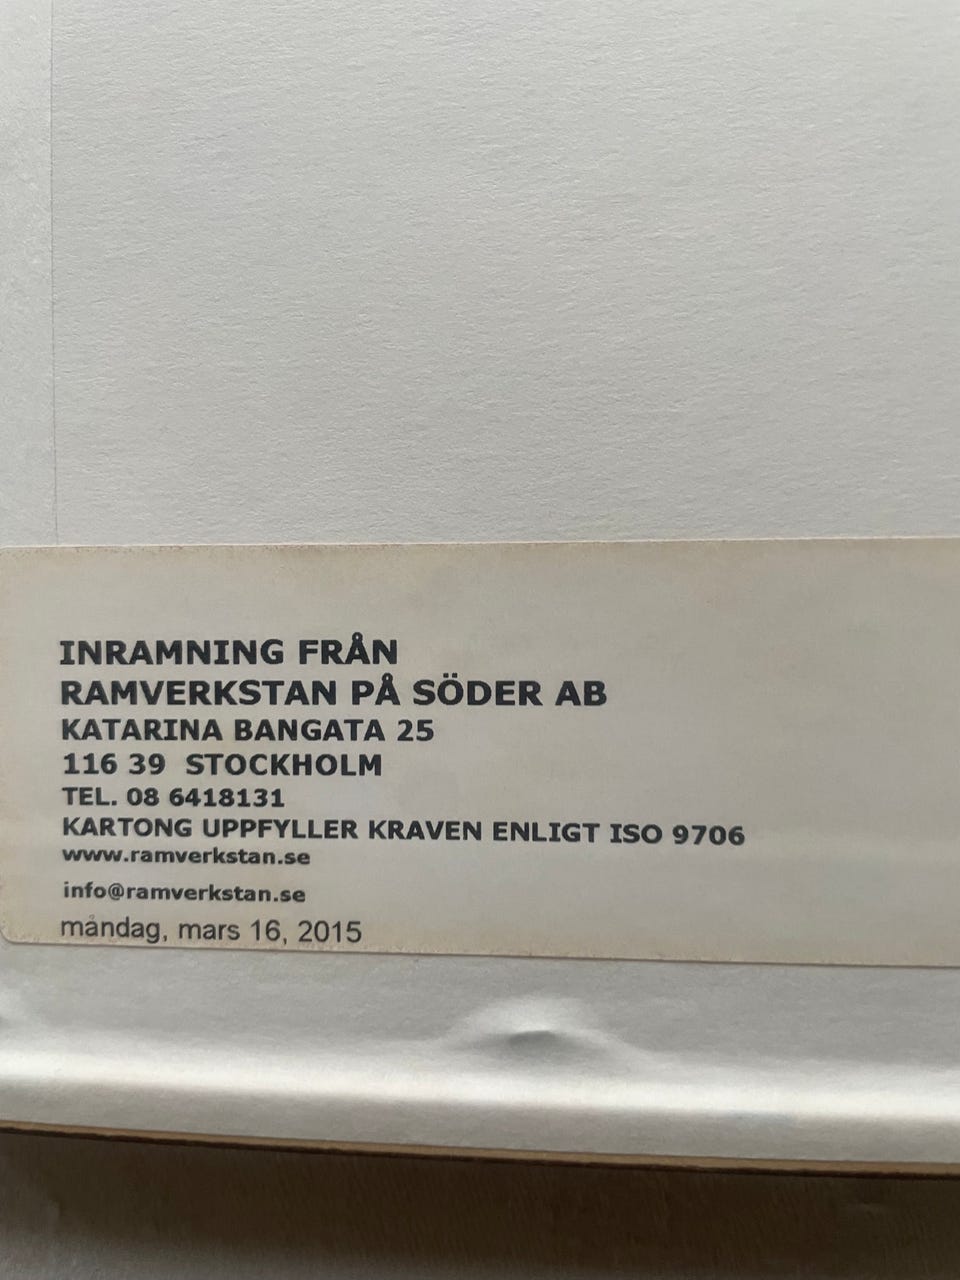 INRAMNING FRÅN
RAMVERKSTAN PÅ SÖDER AB
KATARINA BANGATA 25
116 39 STOCKHOLM
TEL. 08 6418131
KARTONG UPPFYLLER KRAVEN ENLIGT ISO 9706
www.ramverkstan.se
info@ramverkstan.se
måndag, mars 16, 2015